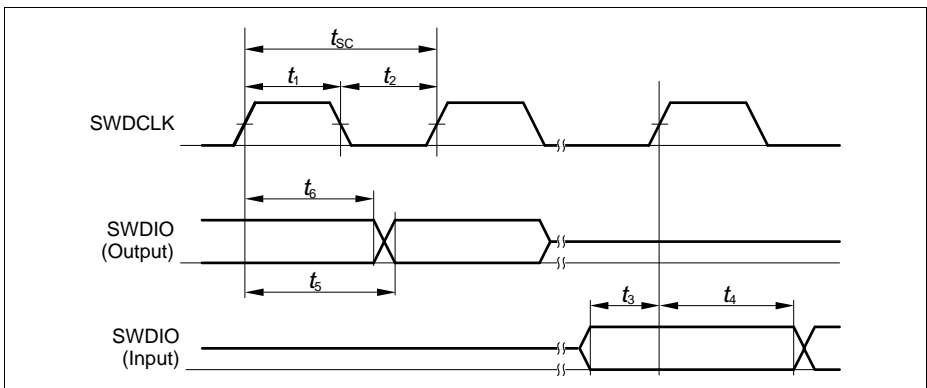 tSC
t1 t2
SWDCLK
t6
SWDIO
(Output)
t5
t3 t4
SWDIO
(Input)